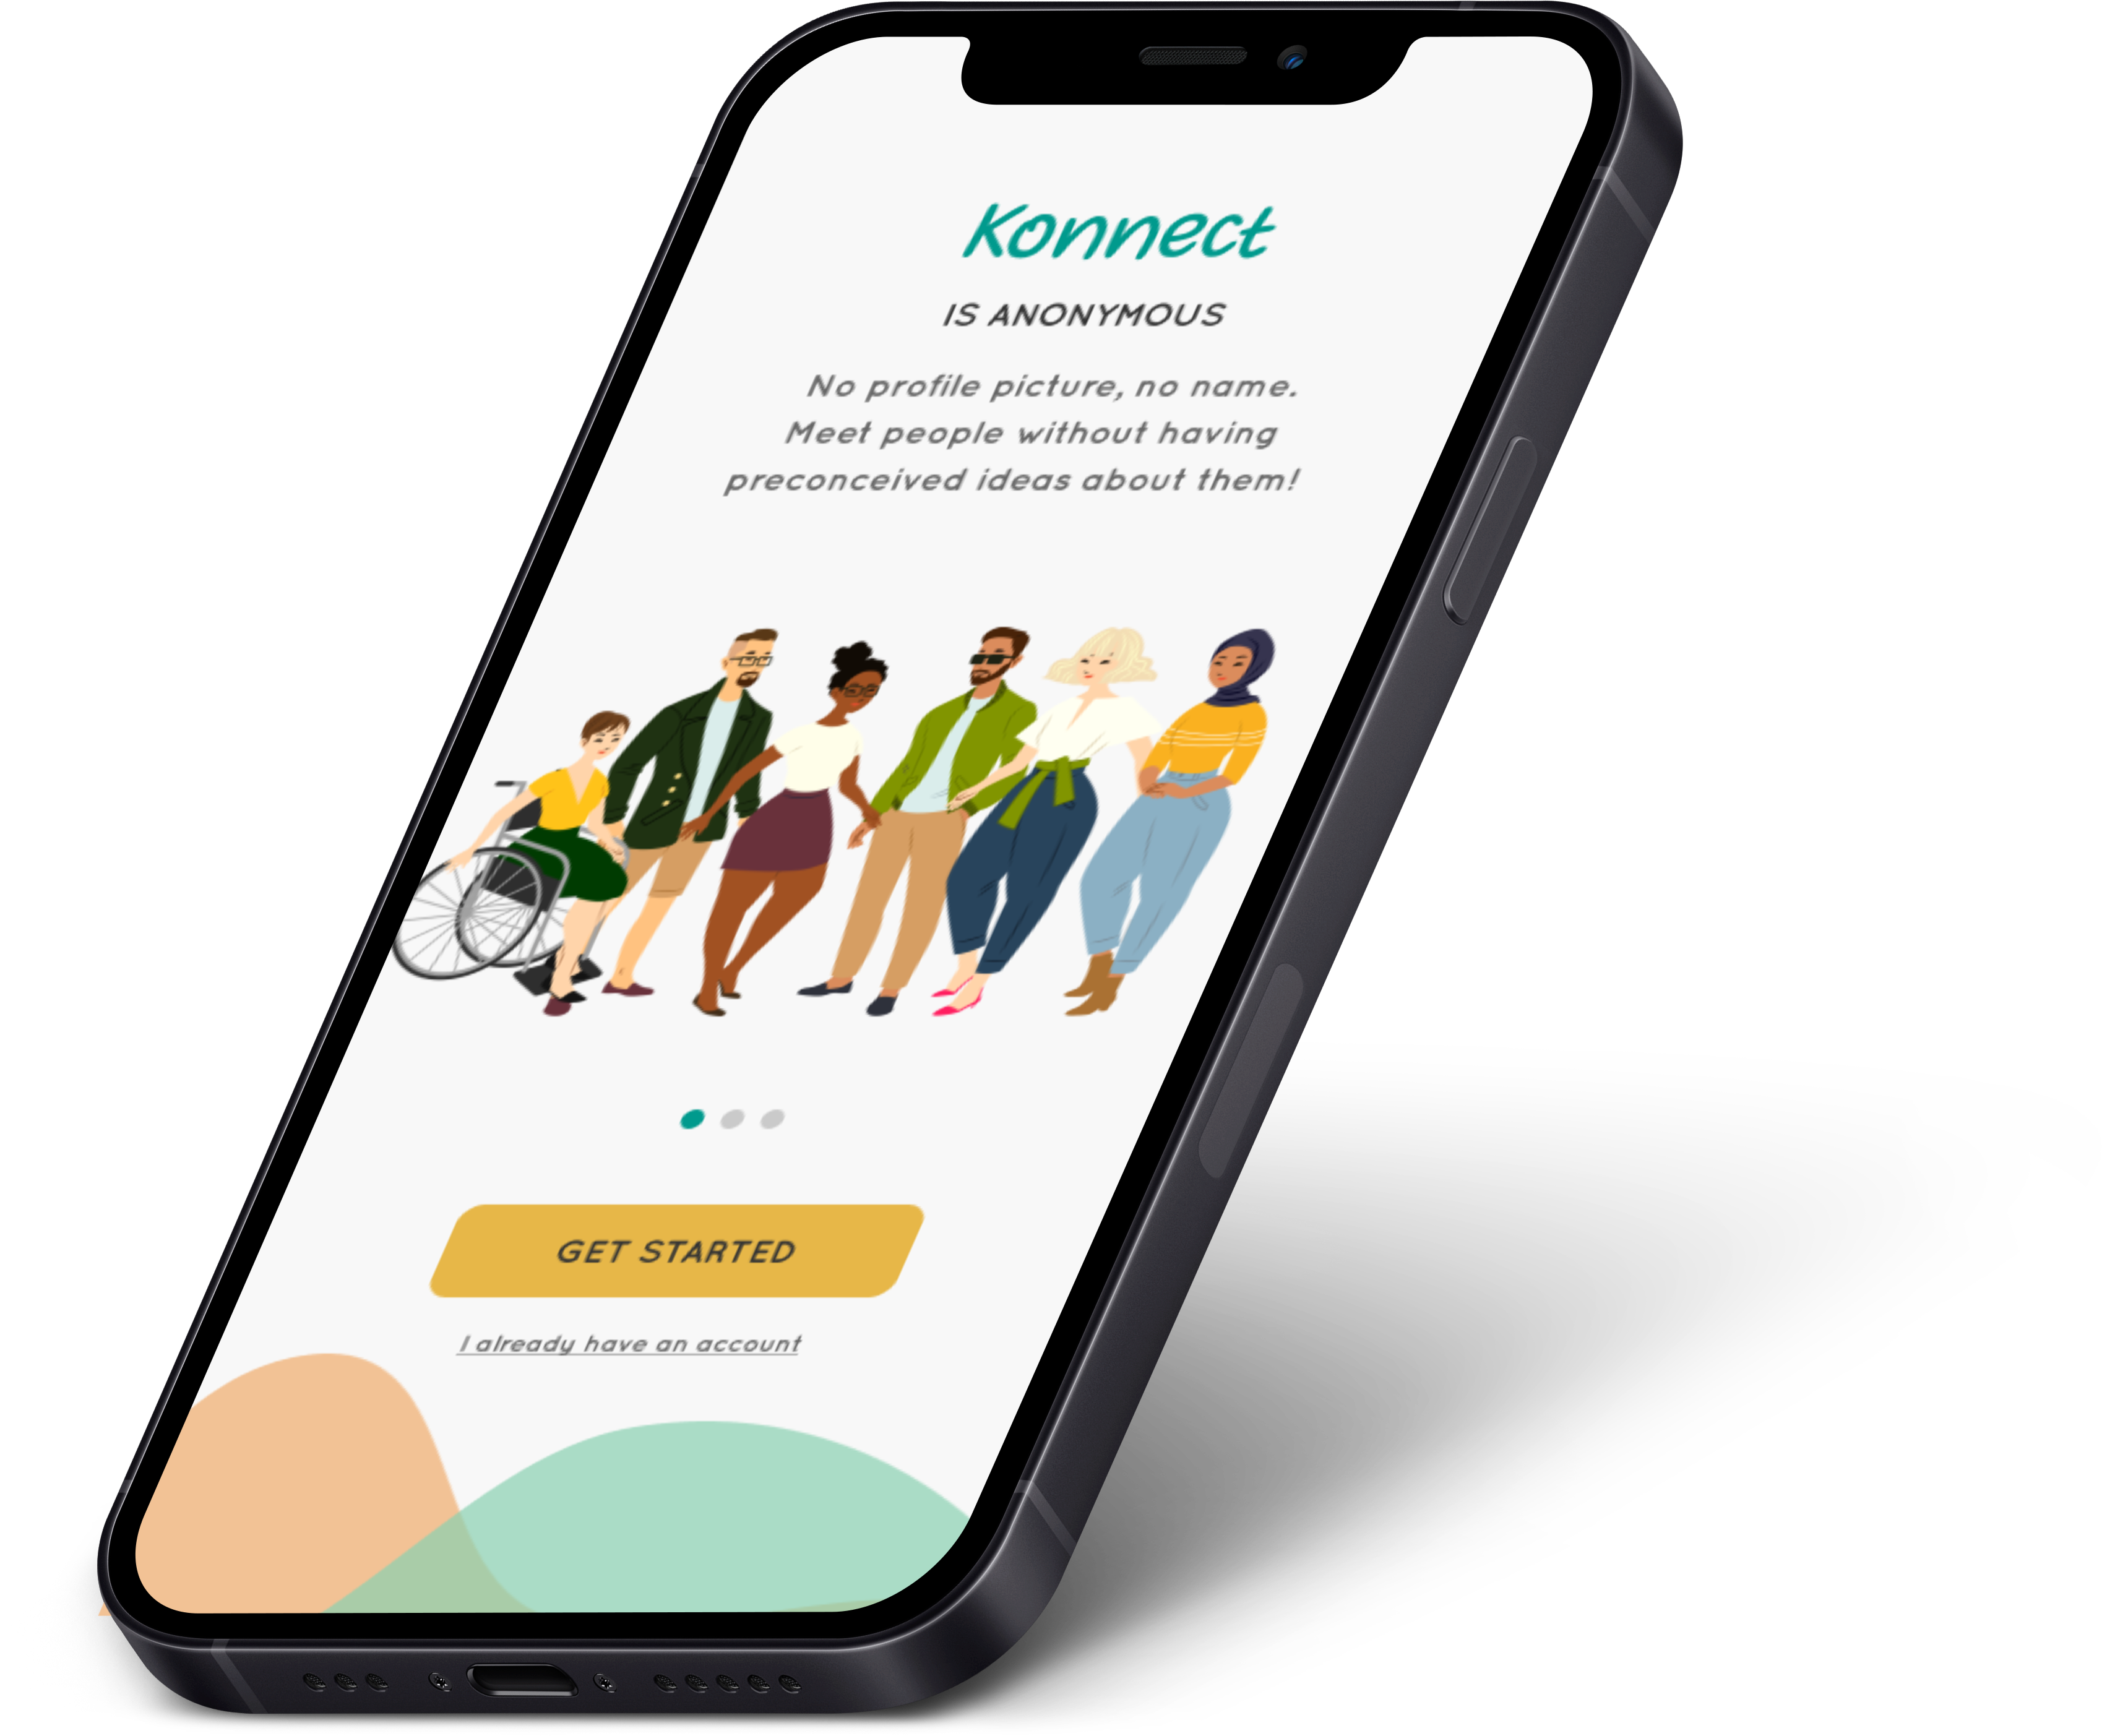 Konnect
IS ANONYMOUS
No profile picture, no name.
Meet people without having
preconceived ideas about them!
GET STARTED
I already have an account